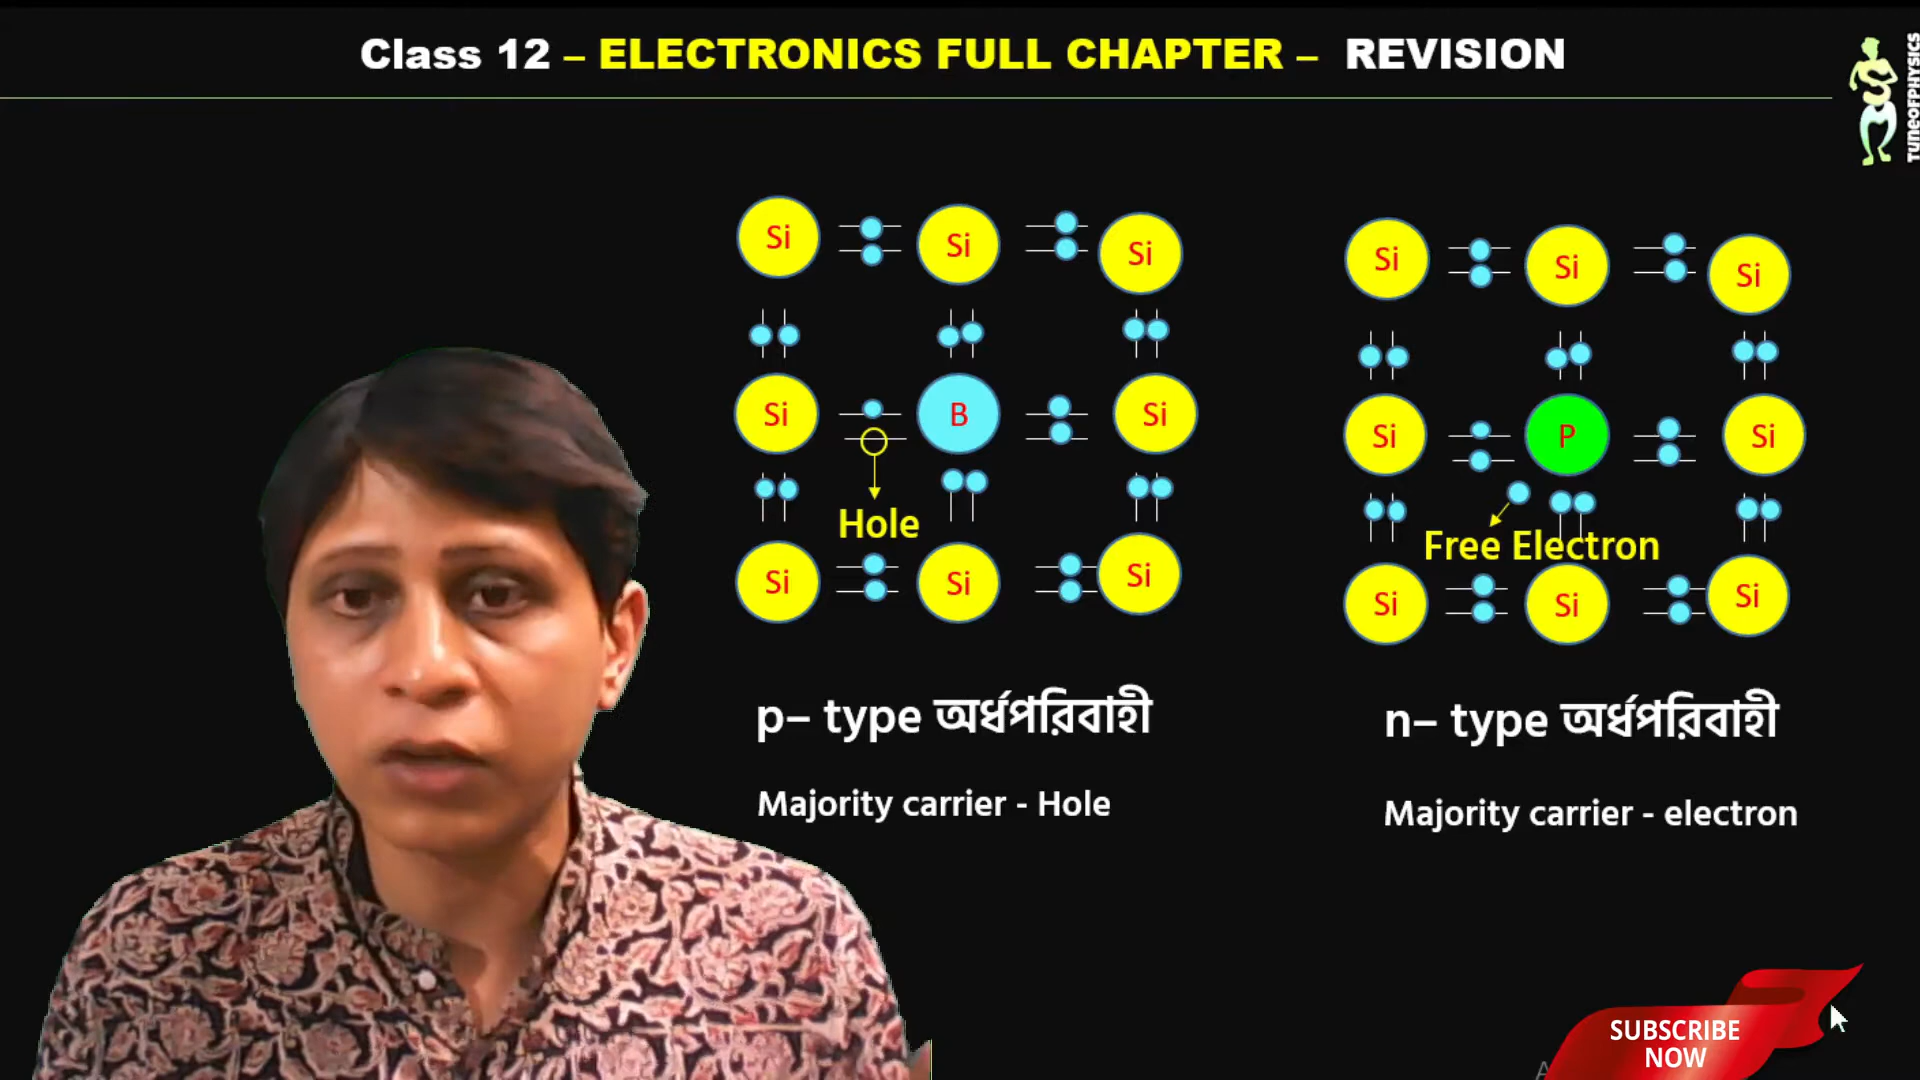 Class 12 – ELECTRONICS FULL CHAPTER – REVISION
TUNEOFPHYSICS
Si Si Si
Si B Si
Hole
Si Si Si
p– type অর্ধপরিবাহী
Majority carrier - Hole
Si Si Si
Si P Si
Free Electron
Si Si Si
n– type অর্ধপরিবাহী
Majority carrier - electron
SUBSCRIBE
NOW